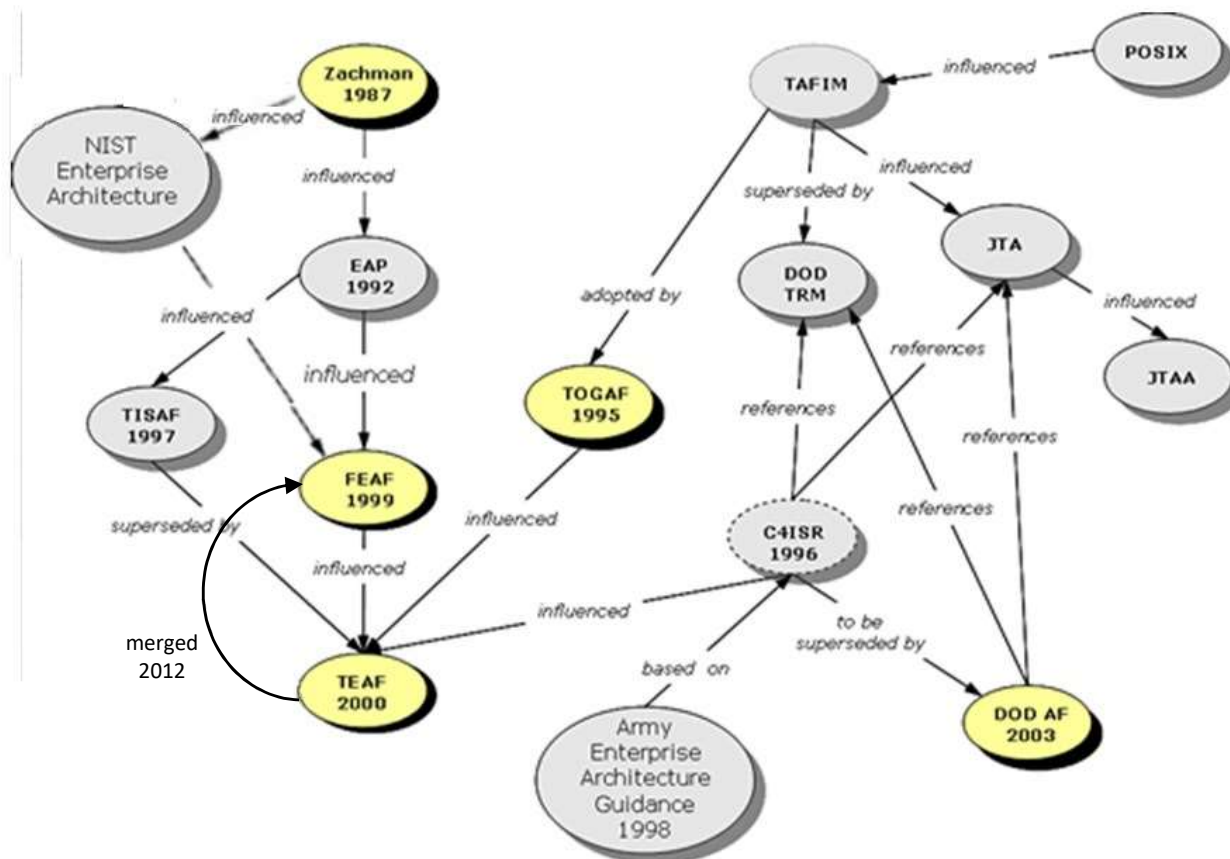 Zachman
1987
POSIX
influenced
TAFIM
influenced
NIST
Enterprise
Architecture
influenced
influenced
superseded by
JTA
EAP
1992
DOD
TRM
adopted by
influenced
influenced
references
influenced
JTAA
TOGAF
1995
TISAF
1997
references
references
FEAF
1999
superseded by
influenced
references
C4ISR
1996
influenced
influenced
to be
superseded by
merged
2012
based on
TEAF
2000
DOD AF
2003
Army
Enterprise
Architecture
Guidance
1998